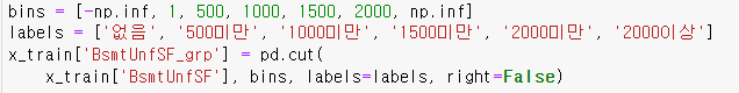 bins = [-np.inf, 1, 500, 1000, 1500, 2000, np.inf]
labels = ['없음', '500미만', '1000미만', '1500미만', '2000미만', '2000이상']
x_train['BsmtUnfSF_grp'] = pd.cut(
x_train['BsmtUnfSF'], bins, labels=labels, right=False)